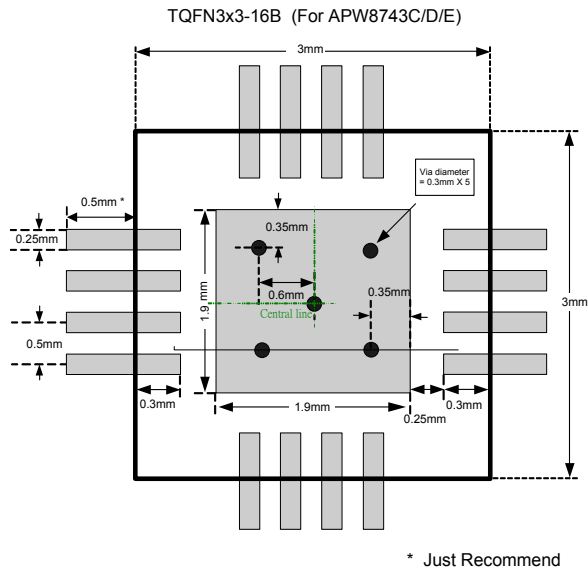 TQFN3x3-16B (For APW8743C/D/E)
3mm
Via diameter
= 0.3mm X 5
0.5mm *
0.25mm
0.35mm
0.6mm
0.35mm
1.9 mm
Central line
3mm
0.5mm
0.3mm
1.9mm
0.25mm
0.3mm
* Just Recommend